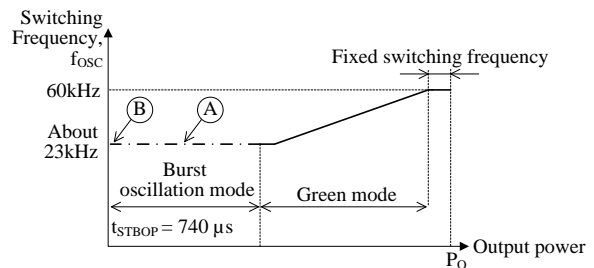 Switching
Frequency,
fOSC
Fixed switching frequency
60kHz
B
A
About
23kHz
Burst
oscillation mode
Green mode
tSTBOP = 740 µs
Output power
PO